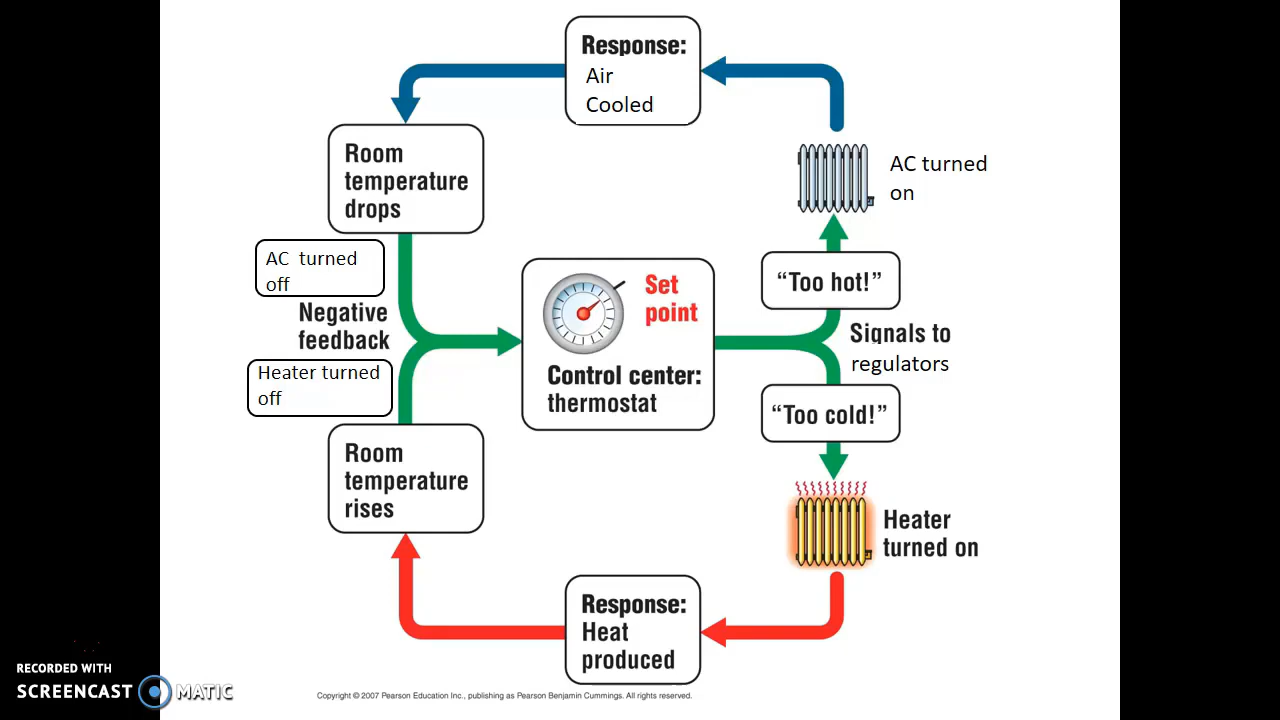 Response:
Air
Cooled
Room
temperature
drops
AC turned
on
AC turned
off
"Too hot!"
Set
point
Negative
feedback
Signals to
regulators
Control center:
thermostat
Heater turned
off
"Too cold!"
Room
temperature
rises
Heater
turned on
Response:
Heat
produced
RECORDED WITH
SCREENCAST MATIC
Copyright © 2007 Pearson Education Inc., publishing as Pearson Benjamin Cummings. All rights reserved.